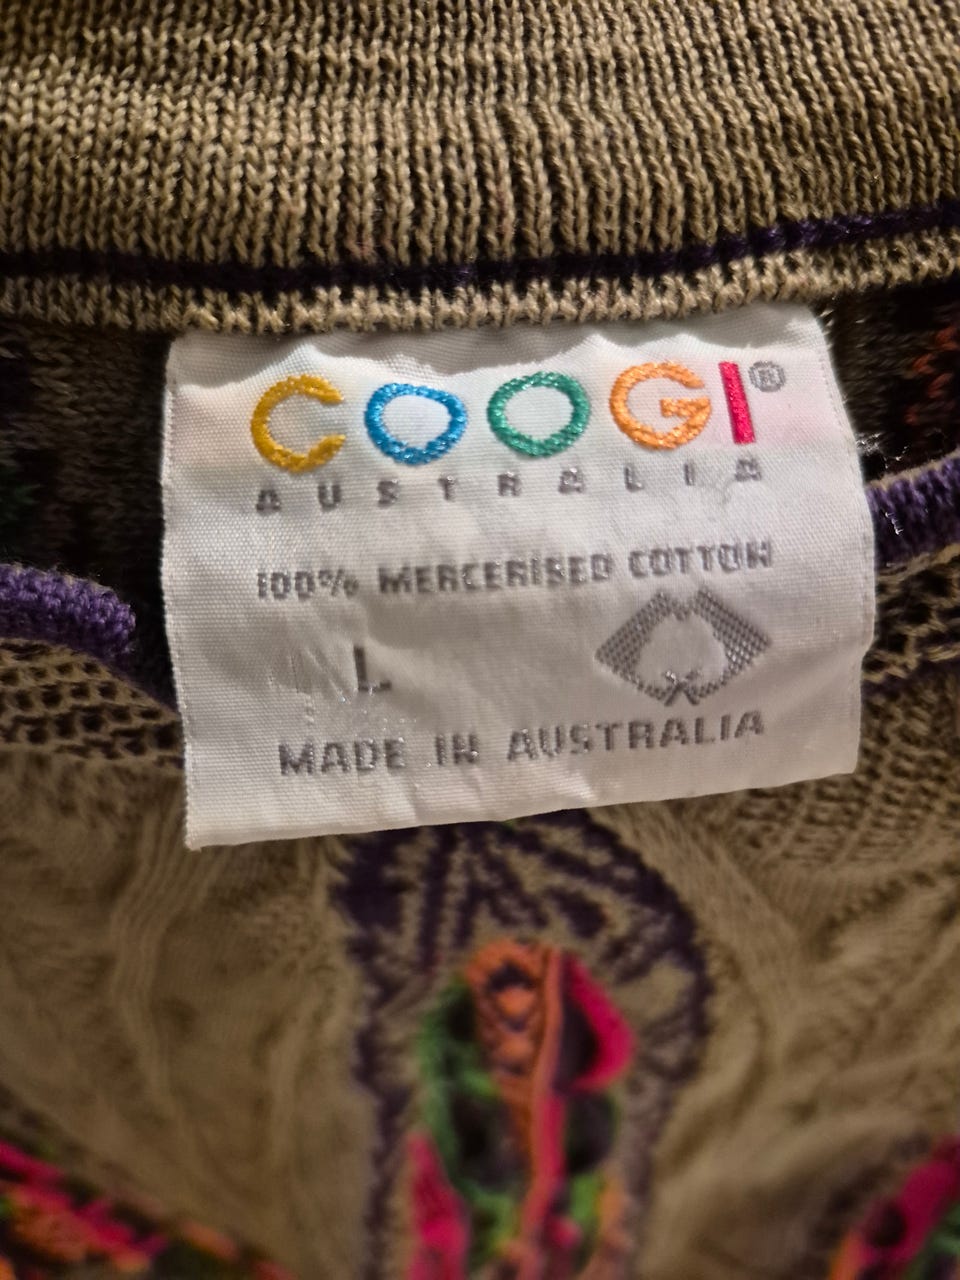 COOGI®
AUSTRALIA
100% MERCERISED COTTON
L
MADE IN AUSTRALIA